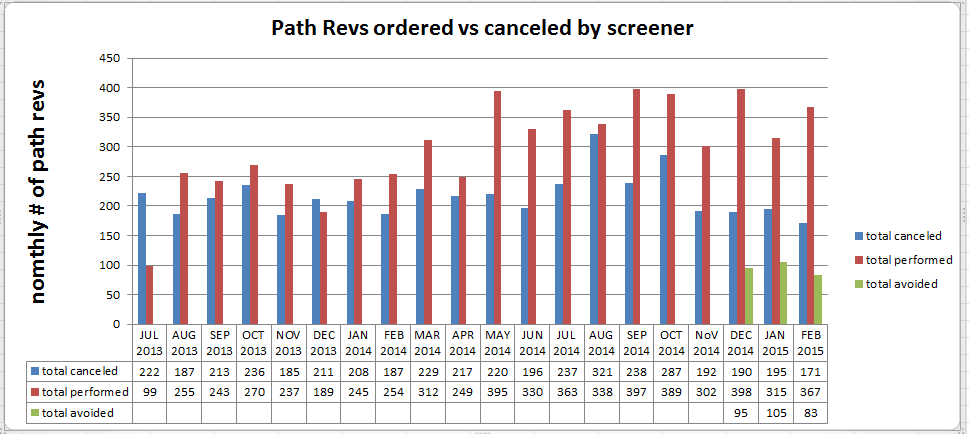 Path Revs ordered vs canceled by screener
nomthly # of path revs
450
400
350
300
250
200
150
100
50
0
JUL 2013 AUG 2013 SEP 2013 OCT 2013 NOV 2013 DEC 2013 JAN 2014 FEB 2014 MAR 2014 APR 2014 MAY 2014 JUN 2014 JUL 2014 AUG 2014 SEP 2014 OCT 2014 NoV 2014 DEC 2014 JAN 2015 FEB 2015
total canceled 222 187 213 236 185 211 208 187 229 217 220 196 237 321 238 287 192 190 195 171
total performed 99 255 243 270 237 189 245 254 312 249 395 330 363 338 397 389 302 398 315 367
total avoided 95 105 83
total canceled
total performed
total avoided